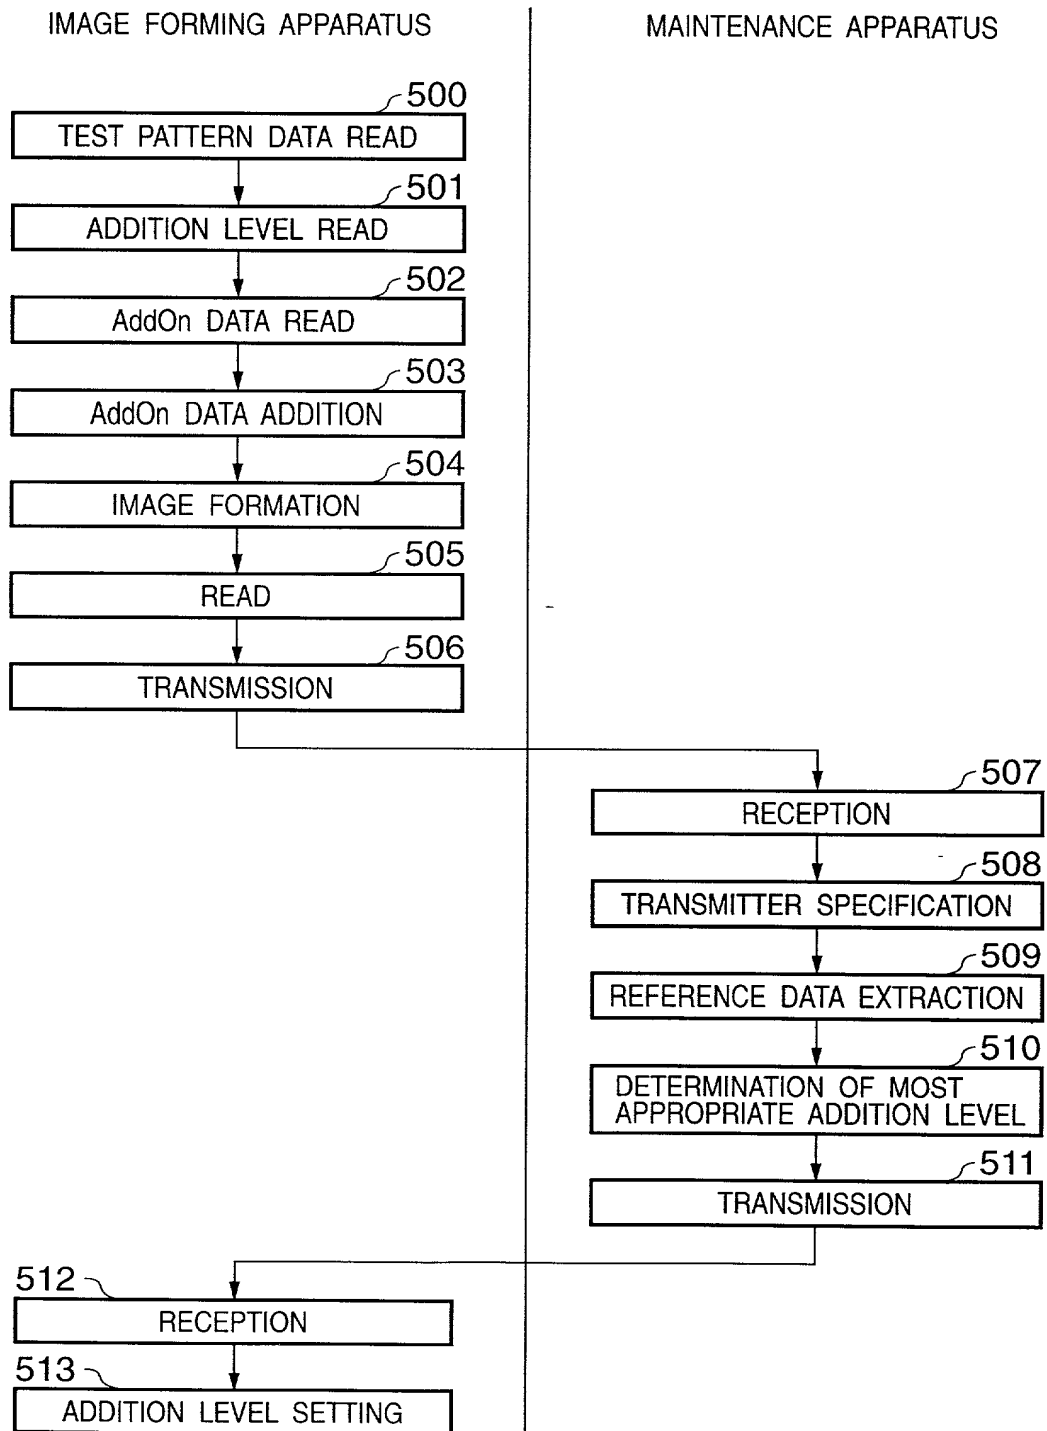 IMAGE FORMING APPARATUS
MAINTENANCE APPARATUS
500
TEST PATTERN DATA READ
501
ADDITION LEVEL READ
502
AddOn DATA READ
503
AddOn DATA ADDITION
504
IMAGE FORMATION
505
READ
506
TRANSMISSION
507
RECEPTION
508
TRANSMITTER SPECIFICATION
509
REFERENCE DATA EXTRACTION
510
DETERMINATION OF MOST
APPROPRIATE ADDITION LEVEL
511
TRANSMISSION
512
RECEPTION
513
ADDITION LEVEL SETTING